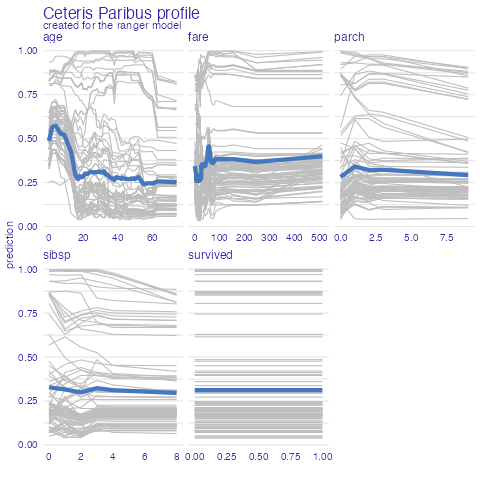 Ceteris Paribus profile
created for the ranger model
age fare parch
1.00
0.75
0.50
0.25
0.00
0 20 40 60 0 100 200 300 400 500 0.0 2.5 5.0 7.5
prediction
sibsp survived
1.00
0.75
0.50
0.25
0.00
0 2 4 6 8 0.00 0.25 0.50 0.75 1.00